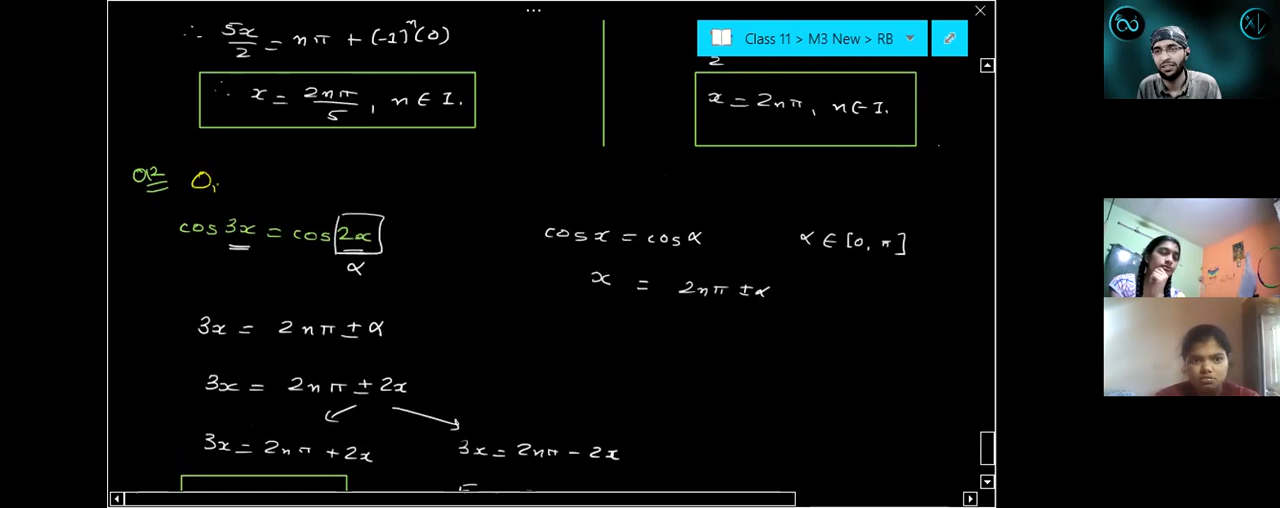 ∴ 5x/2 = nπ + (-1)ⁿ(0)
∴ x = 2nπ/5, n ∈ I.
Class 11 > M3 New > RB
2
x = 2nπ, n ∈ I.
Q2 O,
cos 3x = cos 2x
α
cos x = cos α α ∈ [0, π]
x = 2nπ ± α
3x = 2nπ ± α
3x = 2nπ ± 2x
3x = 2nπ + 2x 3x = 2nπ - 2x